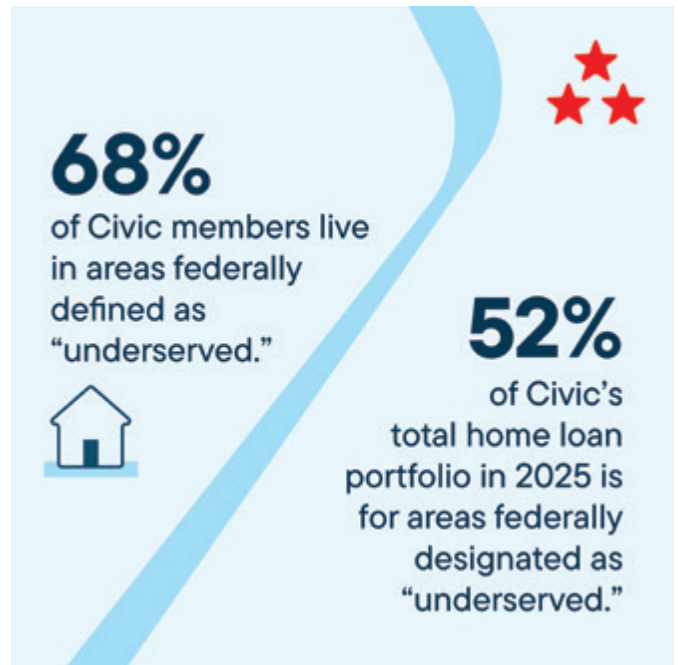 68%
of Civic members live
in areas federally
defined as
“underserved.”
52%
of Civic’s
total home loan
portfolio in 2025 is
for areas federally
designated as
“underserved.”